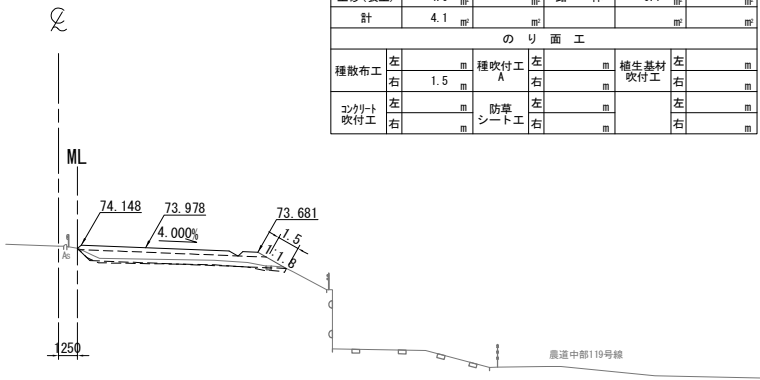 計 4.1 m² m² m² m²
のり面工
種散布工 左 m 種吹付工A 左 m 植生基材吹付工 左 m
右 1.5 m 右 m 右 m
コンクリート吹付工 左 m 防草シート工 左 m 左 m
右 m 右 m 右 m
ML
74.148
73.978
73.681
4.000%
1.5
1:1.8
As
1250
農道中部119号線